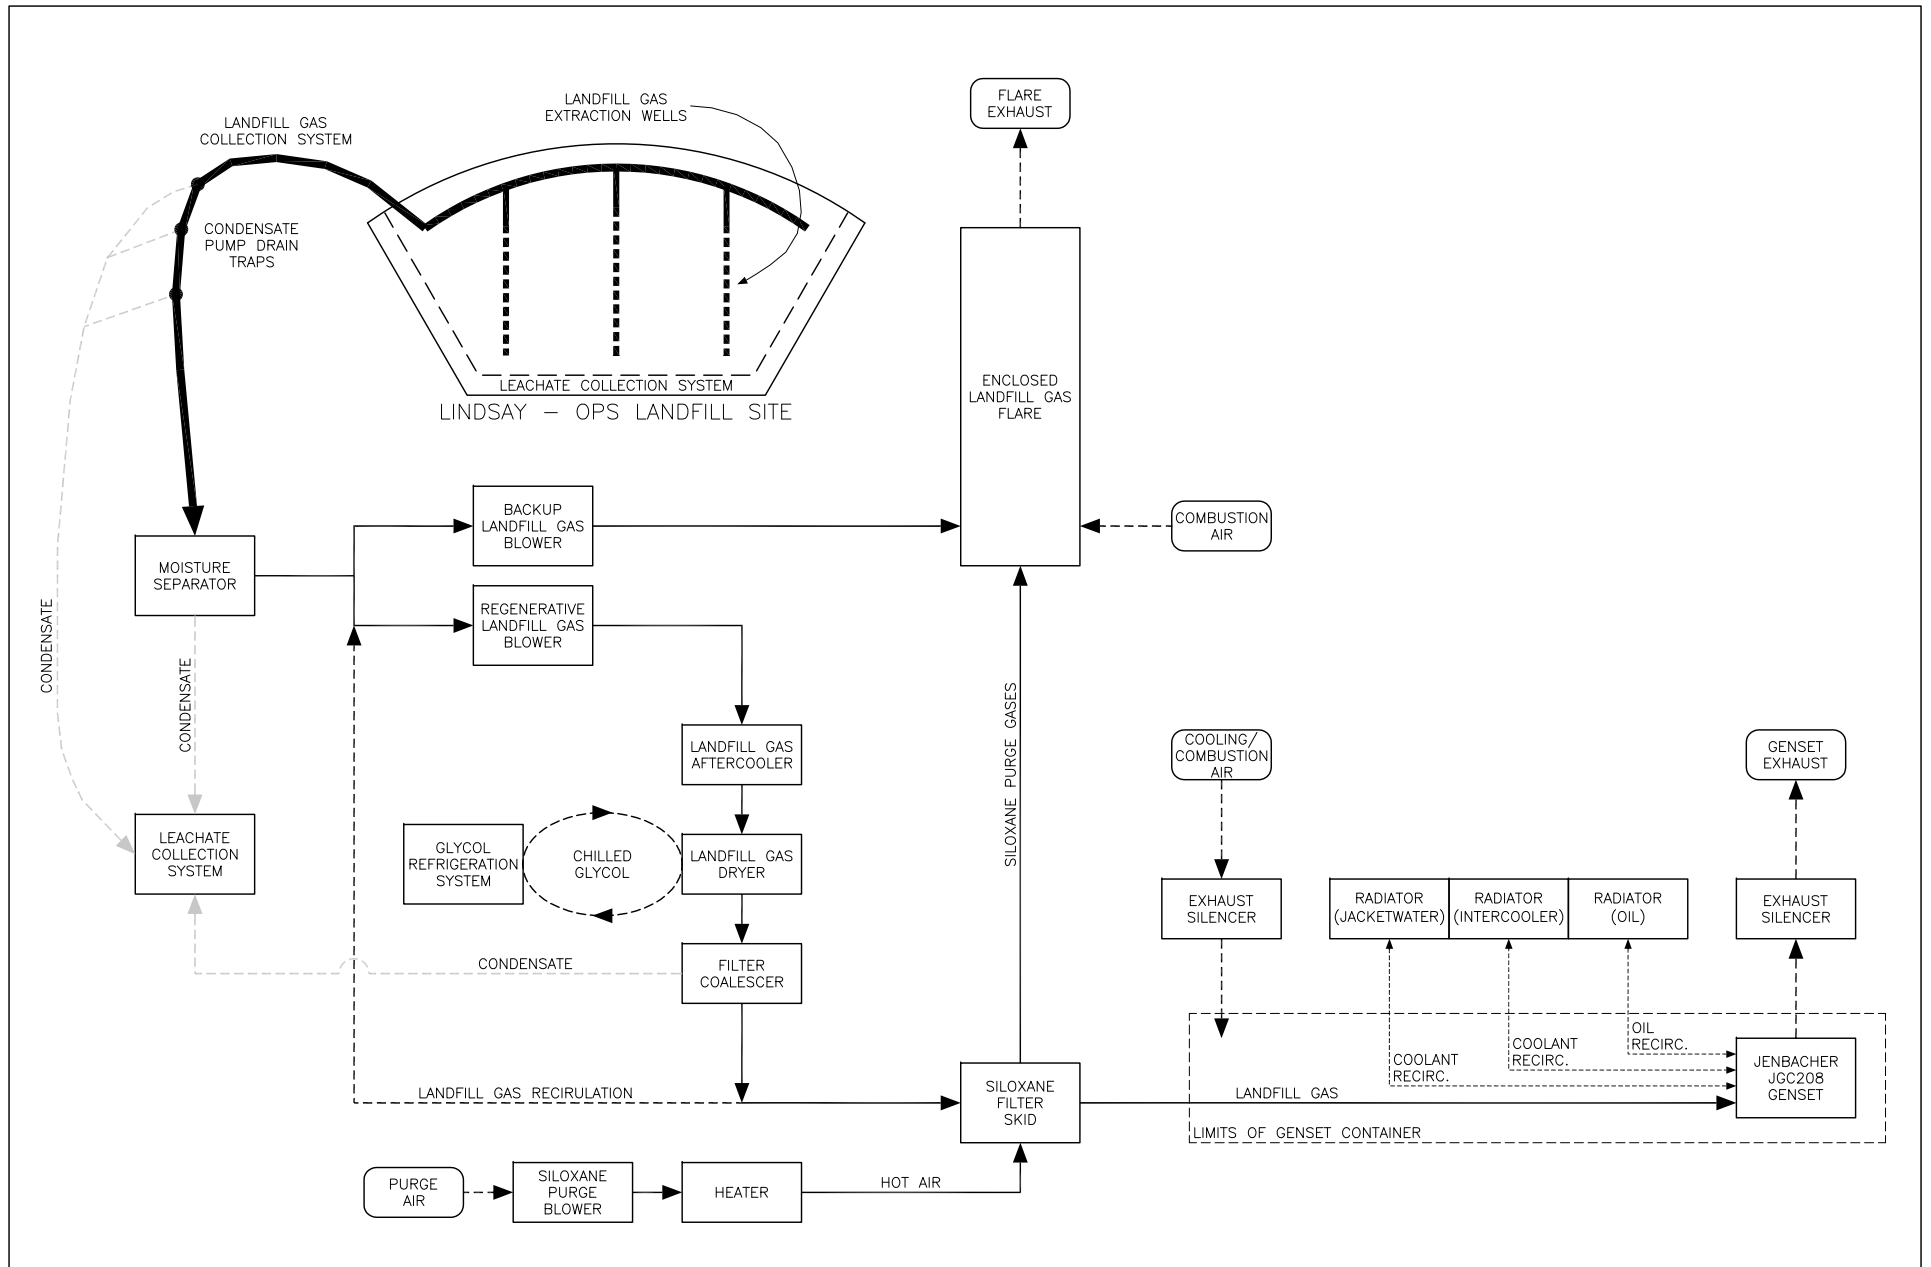 FLARE
EXHAUST
LANDFILL GAS
EXTRACTION WELLS
LANDFILL GAS
COLLECTION SYSTEM
CONDENSATE
PUMP DRAIN
TRAPS
LEACHATE COLLECTION SYSTEM
LINDSAY – OPS LANDFILL SITE
ENCLOSED
LANDFILL GAS
FLARE
BACKUP
LANDFILL GAS
BLOWER
COMBUSTION
AIR
MOISTURE
SEPARATOR
REGENERATIVE
LANDFILL GAS
BLOWER
CONDENSATE
CONDENSATE
SILOXANE PURGE GASES
LANDFILL GAS
AFTERCOOLER
COOLING/
COMBUSTION
AIR
GENSET
EXHAUST
LEACHATE
COLLECTION
SYSTEM
GLYCOL
REFRIGERATION
SYSTEM
CHILLED
GLYCOL
LANDFILL GAS
DRYER
EXHAUST
SILENCER
RADIATOR
(JACKETWATER)
RADIATOR
(INTERCOOLER)
RADIATOR
(OIL)
EXHAUST
SILENCER
CONDENSATE
FILTER
COALESCER
OIL
RECIRC.
COOLANT
RECIRC.
COOLANT
RECIRC.
JENBACHER
JGC208
GENSET
LANDFILL GAS RECIRULATION
SILOXANE
FILTER
SKID
LANDFILL GAS
LIMITS OF GENSET CONTAINER
PURGE
AIR
SILOXANE
PURGE
BLOWER
HEATER
HOT AIR